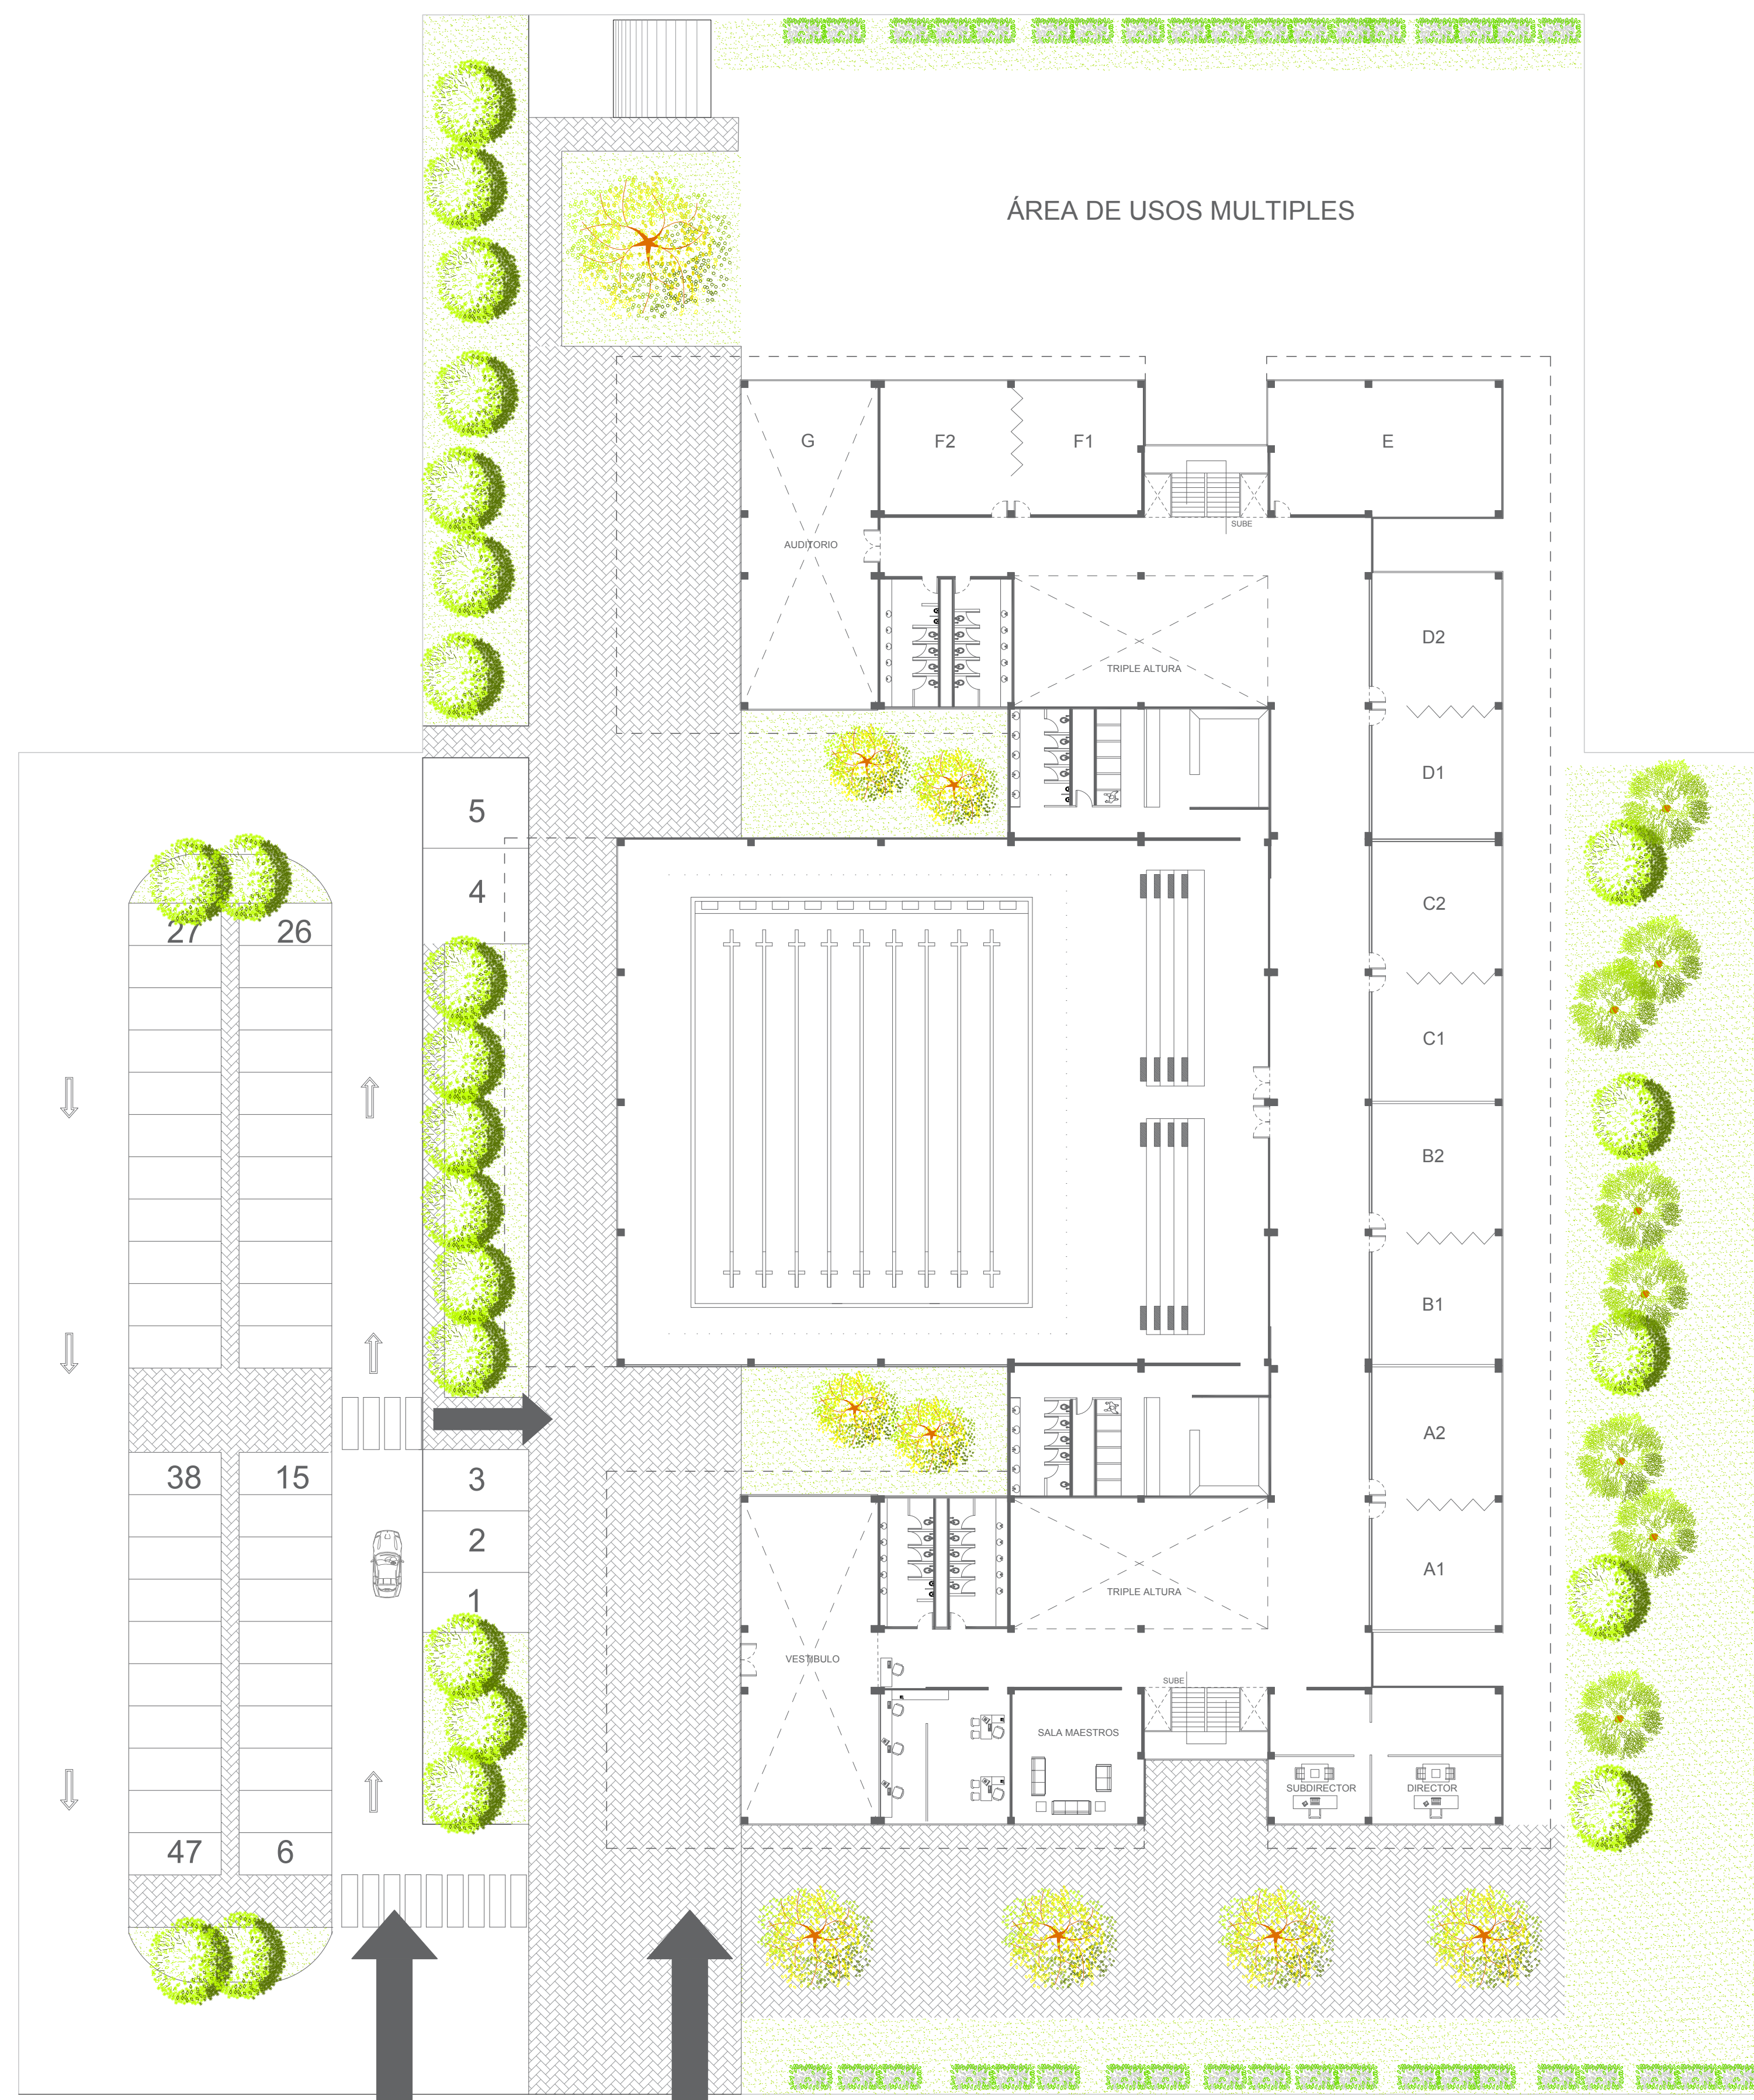 ÁREA DE USOS MULTIPLES
G
F2
F1
E
SUBE
AUDITORIO
D2
TRIPLE ALTURA
D1
5
4
C2
27
26
C1
B2
B1
A2
38
15
3
2
A1
TRIPLE ALTURA
1
VESTIBULO
SUBE
SALA MAESTROS
SUBDIRECTOR
DIRECTOR
47
6